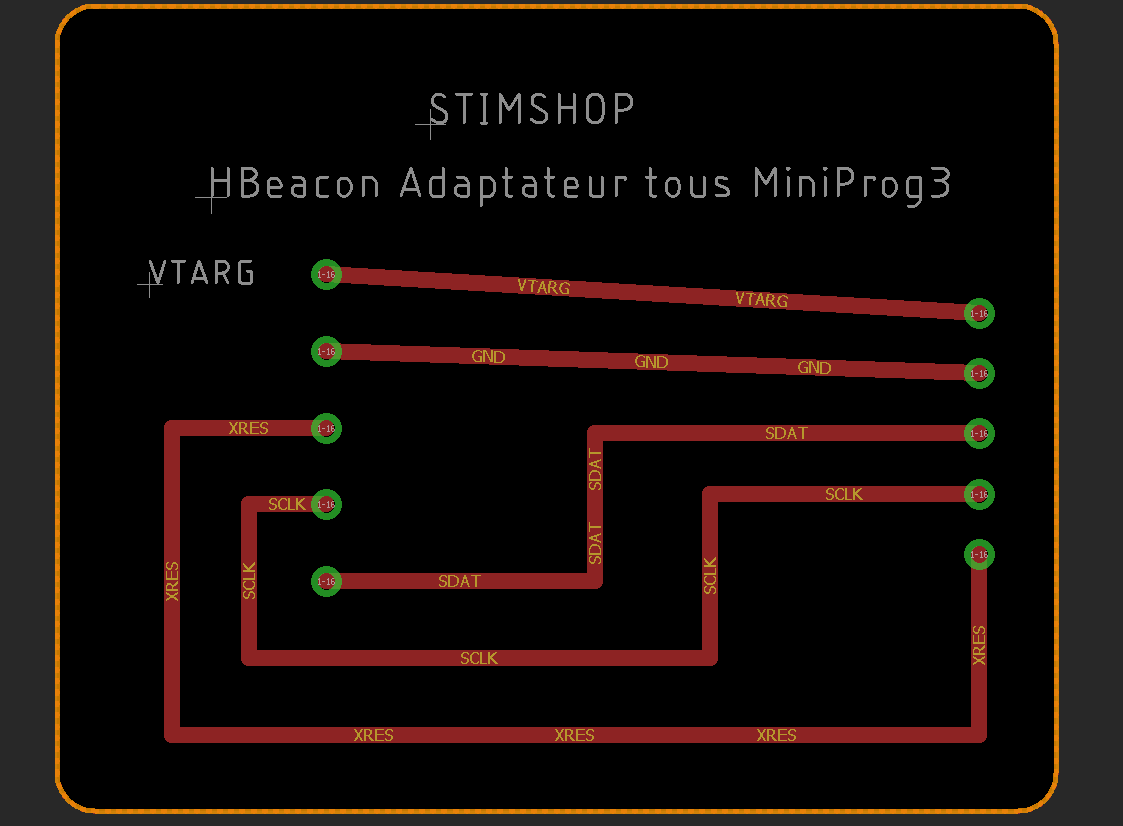 STIMSHOP
HBeacon Adaptateur tous MiniProg3
VTARG
1-16
VTARG
VTARG
1-16
1-16
GND
GND
GND
1-16
XRES
1-16
SDAT
1-16
SDAT
SCLK
1-16
SCLK
1-16
SDAT
1-16
XRES
SCLK
1-16
SDAT
SCLK
XRES
SCLK
XRES
XRES
XRES